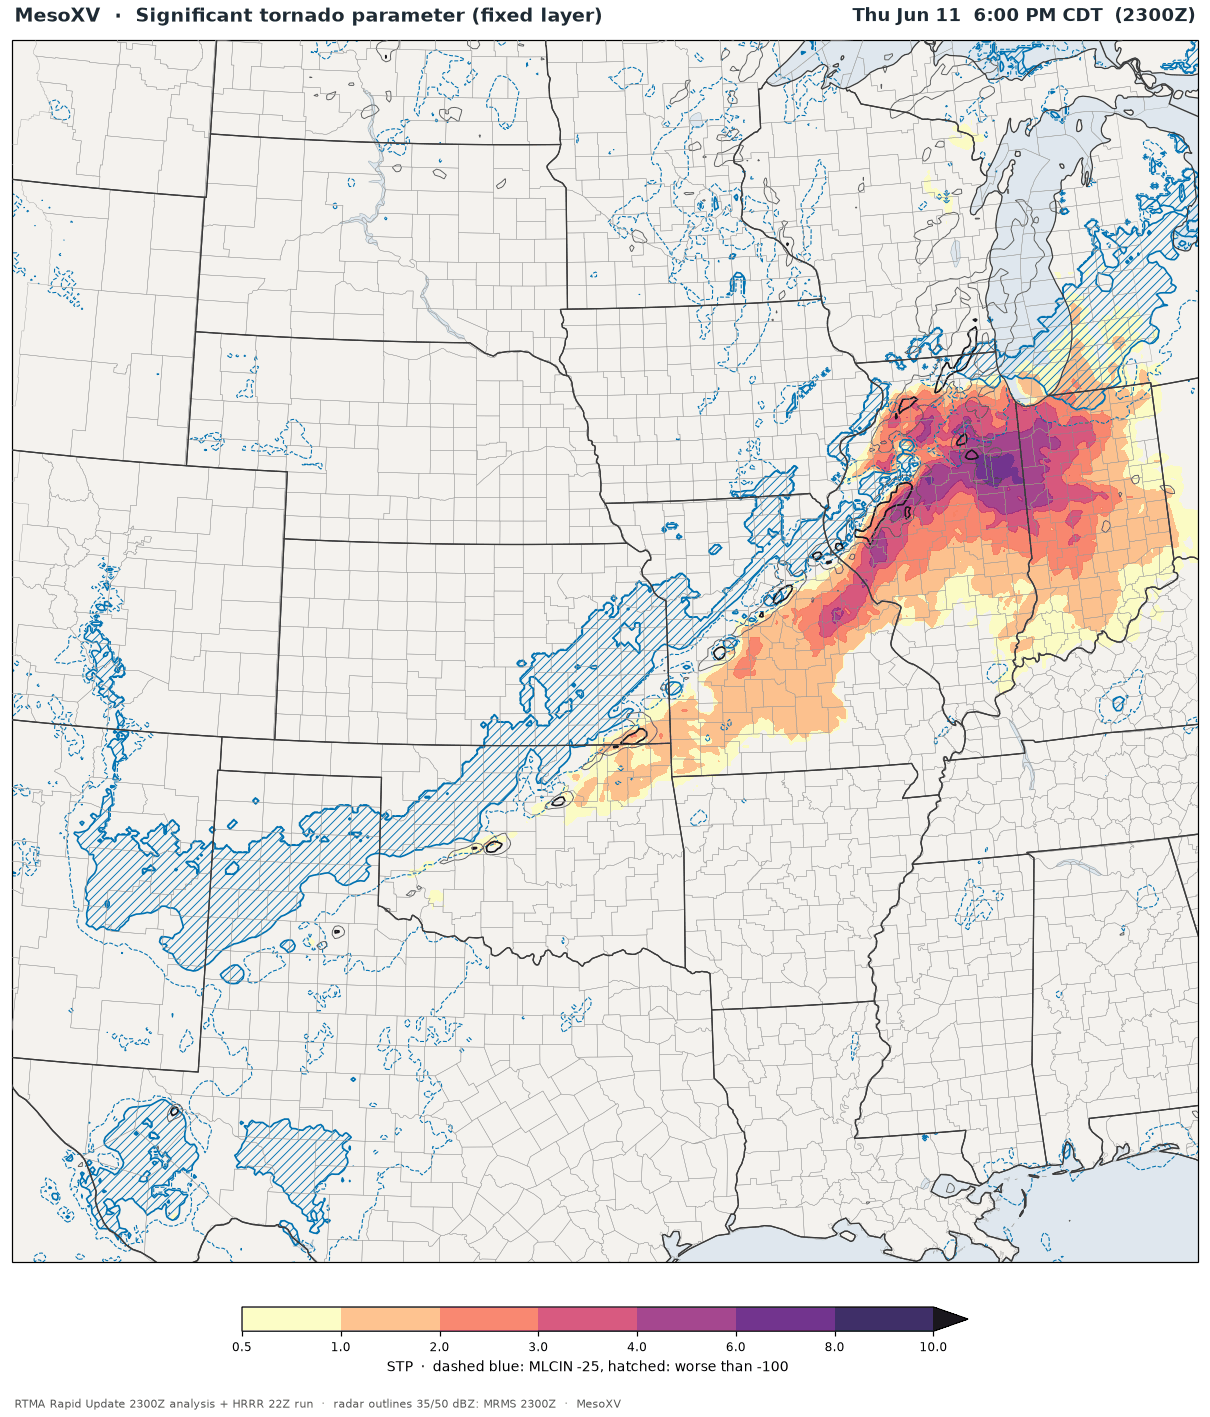 MesoXV · Significant tornado parameter (fixed layer)
Thu Jun 11 6:00 PM CDT (2300Z)
0.5 1.0 2.0 3.0 4.0 6.0 8.0 10.0
STP · dashed blue: MLCIN -25, hatched: worse than -100
RTMA Rapid Update 2300Z analysis + HRRR 22Z run · radar outlines 35/50 dBZ: MRMS 2300Z · MesoXV